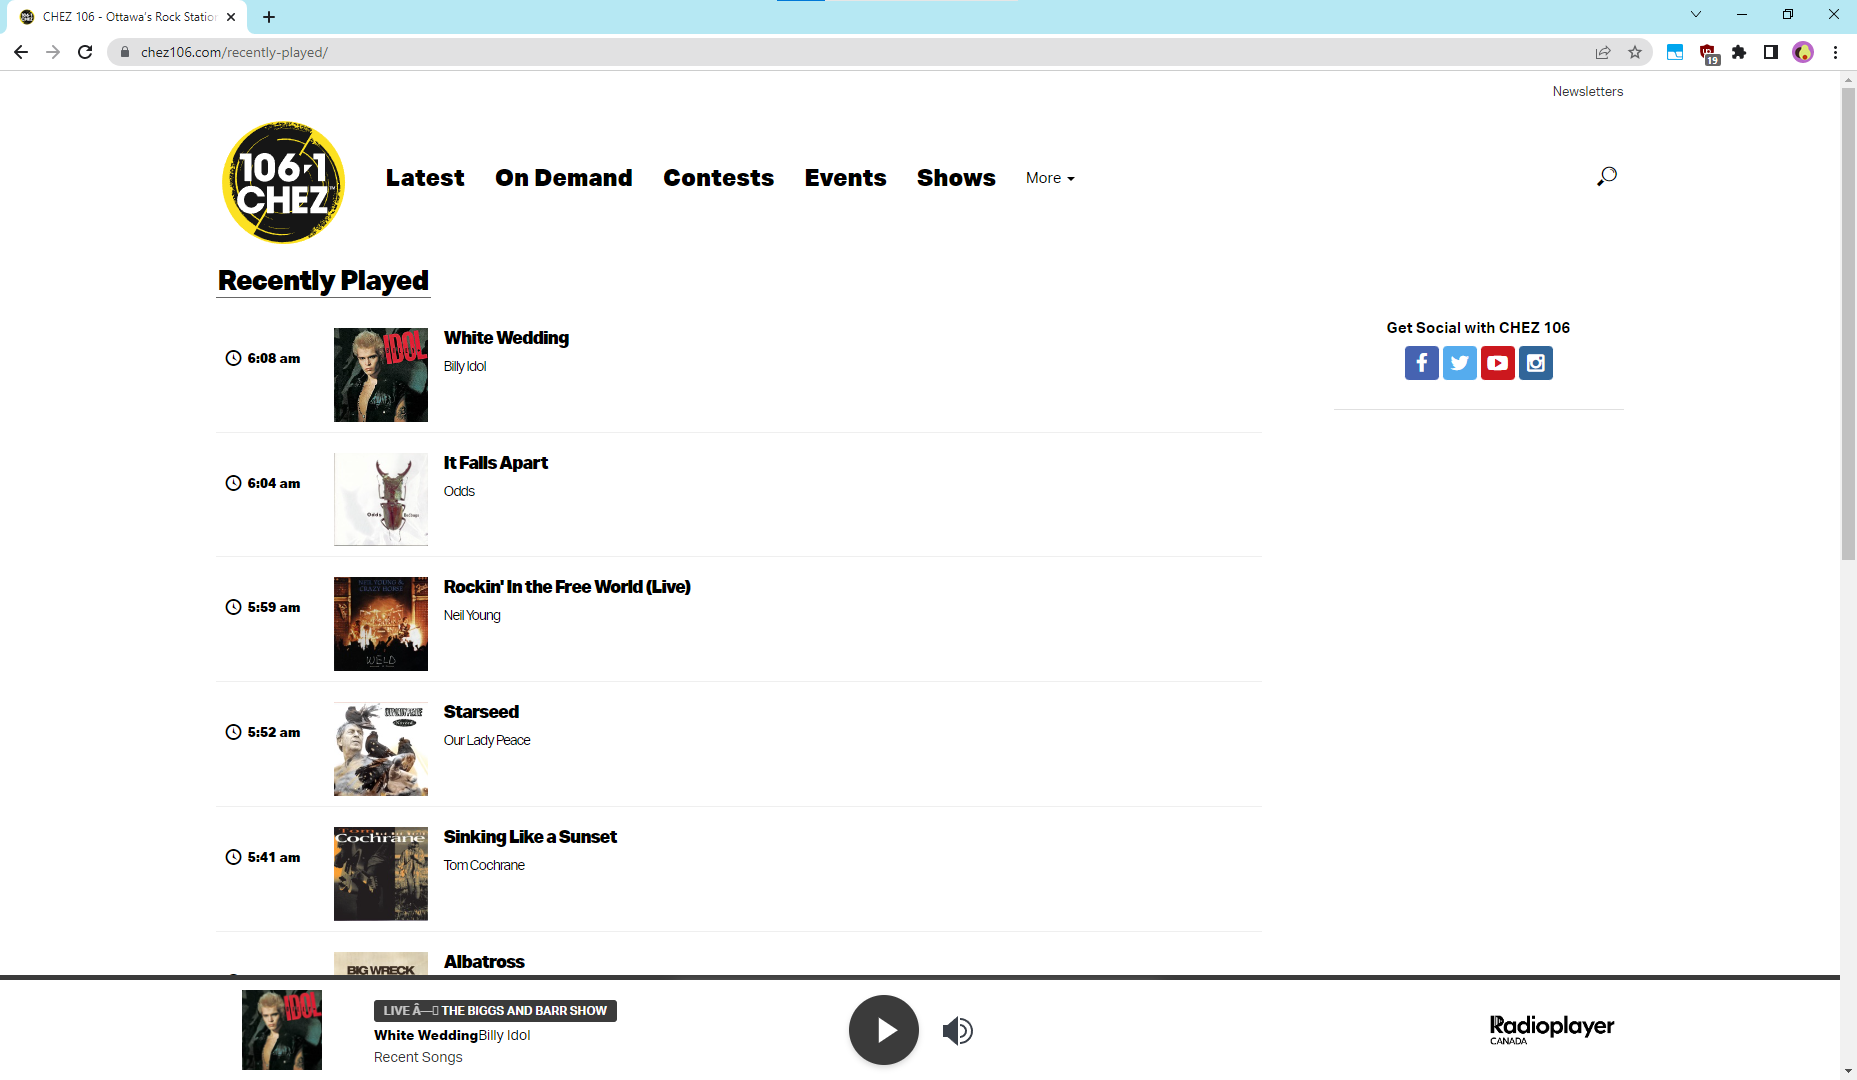 CHEZ 106 - Ottawa's Rock Station
chez106.com/recently-played/
19
Newsletters
106.1
CHEZ
Latest
On Demand
Contests
Events
Shows
More
Recently Played
6:08 am
IDOL
White Wedding
Billy Idol
Get Social with CHEZ 106
6:04 am
Odds
It Falls Apart
Odds
5:59 am
NEIL YOUNG &
CRAZY HORSE
WELD
Rockin' In the Free World (Live)
Neil Young
5:52 am
Naveed
Starseed
Our Lady Peace
5:41 am
Tom
Cochrane
Sinking Like a Sunset
Tom Cochrane
BIG WRECK
Albatross
IDOL
LIVE Â—▯ THE BIGGS AND BARR SHOW
White WeddingBilly Idol
Recent Songs
Radioplayer
CANADA